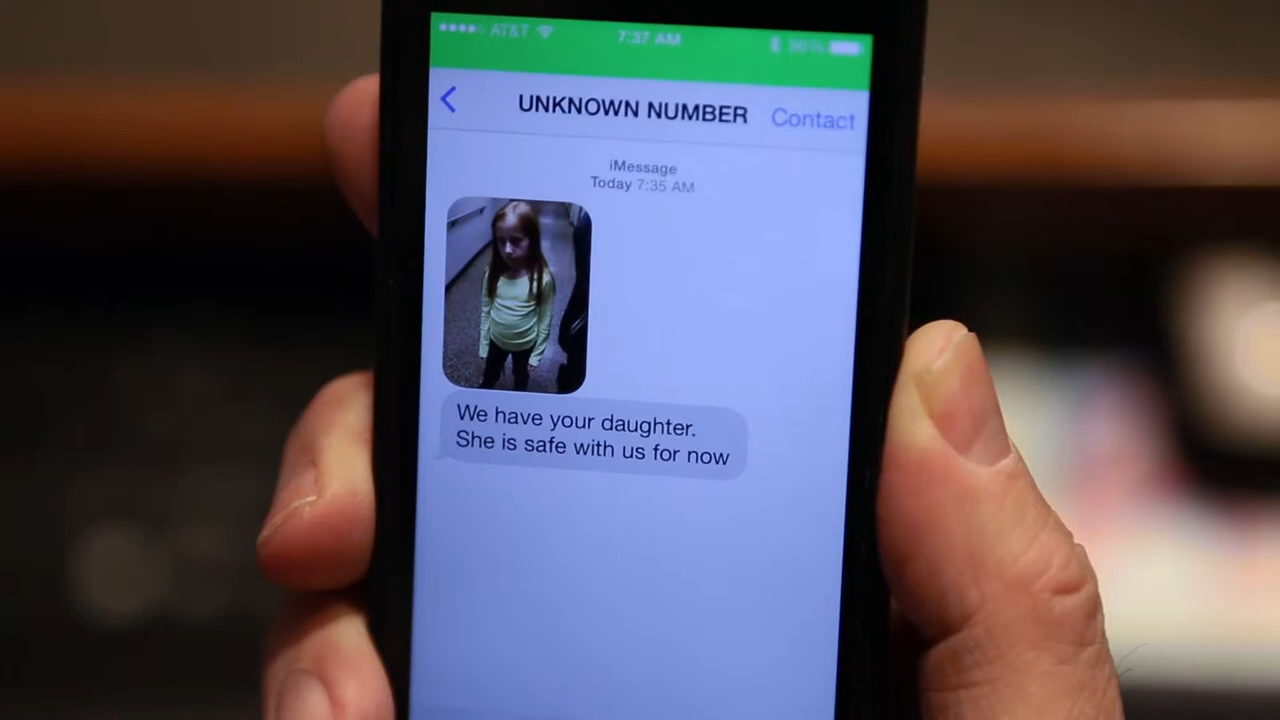 AT&T 7:37 AM
UNKNOWN NUMBER Contact
iMessage
Today 7:35 AM
We have your daughter.
She is safe with us for now